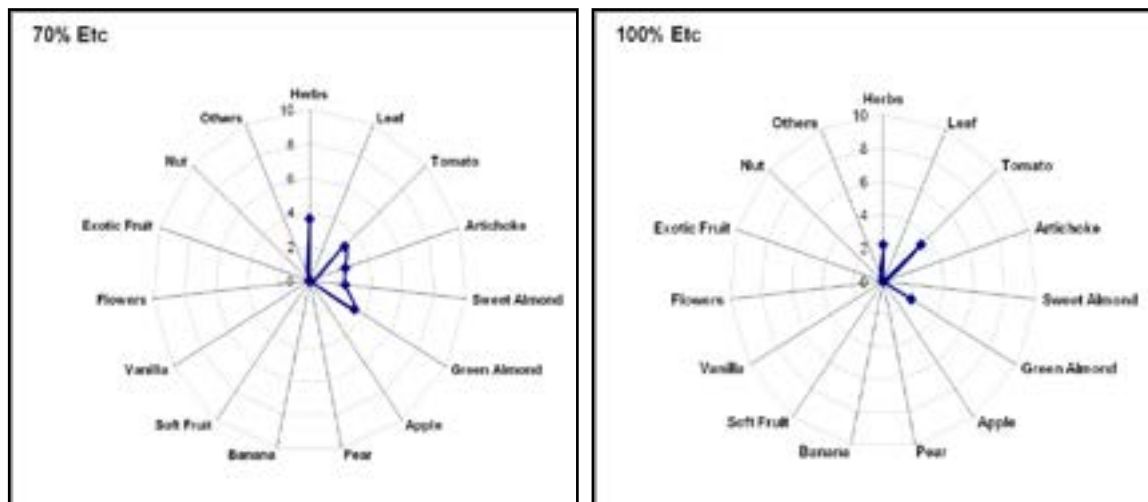 70% Etc
Herbs
Others
Leaf
Nut
Tomato
Exotic Fruit
Artichoke
Flowers
Sweet Almond
Vanilla
Green Almond
Soft Fruit
Apple
Banana
Pear
10
8
6
4
2
0
100% Etc
Herbs
Others
Leaf
Nut
Tomato
Exotic Fruit
Artichoke
Flowers
Sweet Almond
Vanilla
Green Almond
Soft Fruit
Apple
Banana
Pear
10
8
6
4
2
0